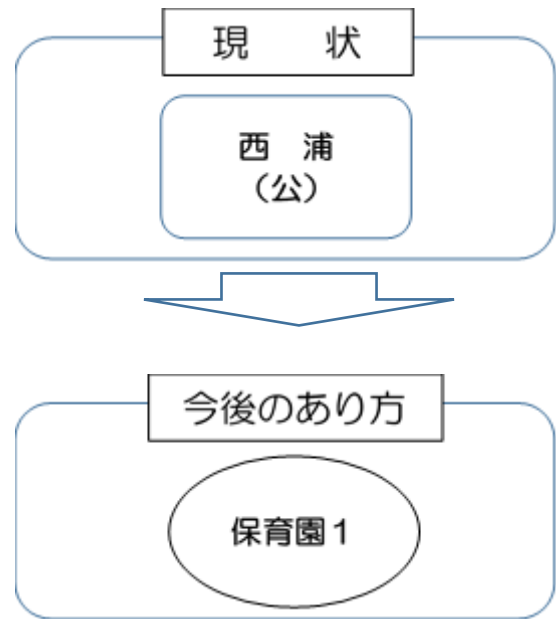 現　　状
西　浦
（公）
今後のあり方
保育園１